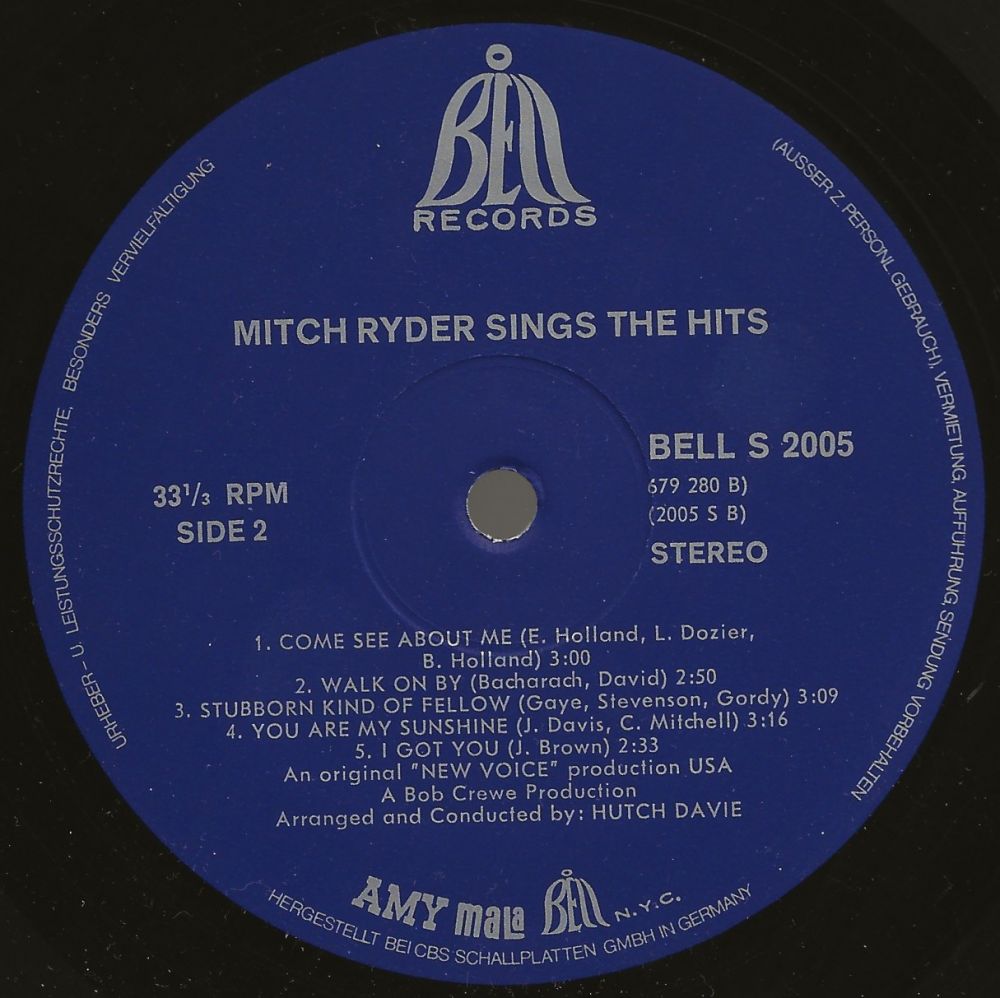 BELL
RECORDS
MITCH RYDER SINGS THE HITS
BELL S 2005
679 280 B)
(2005 S B)
STEREO
33 1/3 RPM
SIDE 2
1. COME SEE ABOUT ME (E. Holland, L. Dozier,
B. Holland) 3:00
2. WALK ON BY (Bacharach, David) 2:50
3. STUBBORN KIND OF FELLOW (Gaye, Stevenson, Gordy) 3:09
4. YOU ARE MY SUNSHINE (J. Davis, C. Mitchell) 3:16
5. I GOT YOU (J. Brown) 2:33
An original "NEW VOICE" production USA
A Bob Crewe Production
Arranged and Conducted by: HUTCH DAVIE
AMY mala BELL N.Y.C.
URHEBER – U. LEISTUNGSSCHUTZRECHTE, BESONDERS VERVIELFÄLTIGUNG
(AUSSER Z. PERSÖNL. GEBRAUCH), VERMIETUNG, AUFFÜHRUNG, SENDUNG VORBEHALTEN
HERGESTELLT BEI CBS SCHALLPLATTEN GMBH IN GERMANY